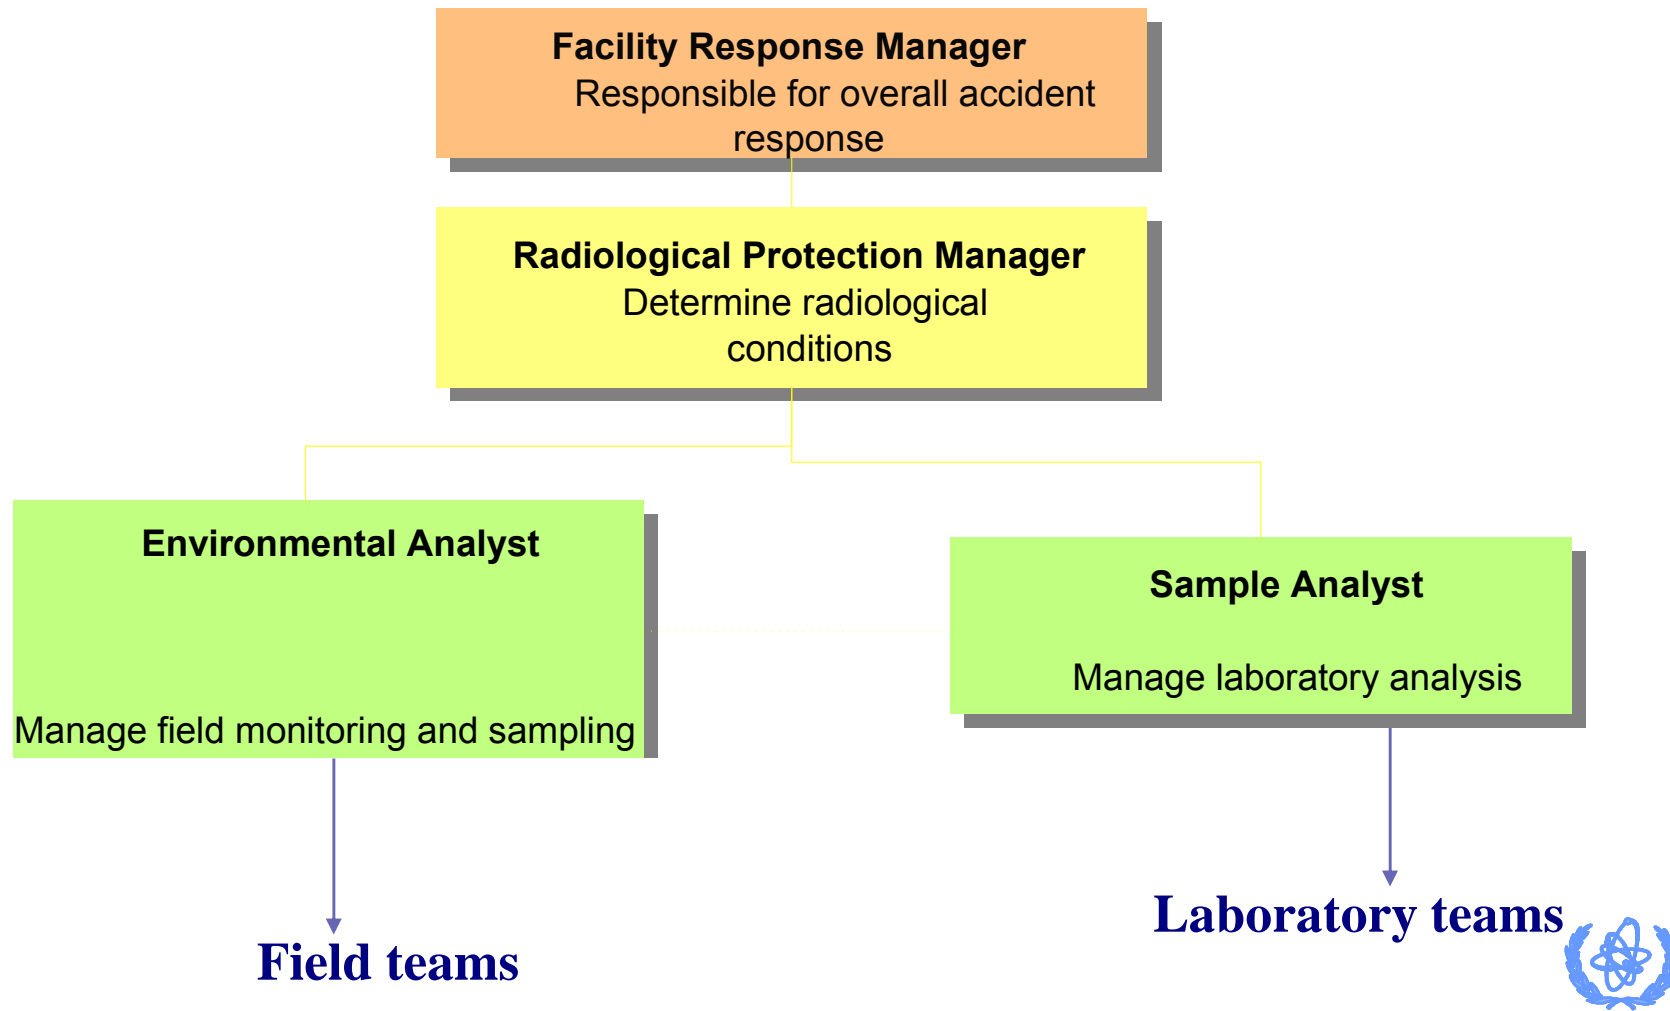 Facility Response Manager
Responsible for overall accident
response
Radiological Protection Manager
Determine radiological
conditions
Environmental Analyst
Manage field monitoring and sampling
Sample Analyst
Manage laboratory analysis
Laboratory teams
Field teams